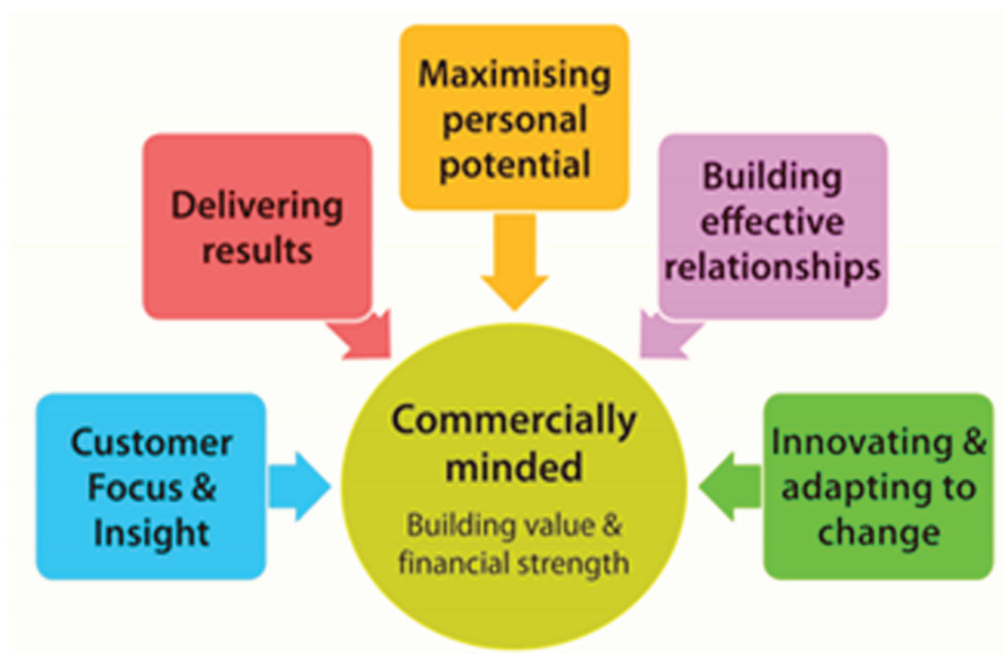 Maximising
personal
potential
Delivering
results
Building
effective
relationships
Customer
Focus &
Insight
Commercially
minded
Building value &
financial strength
Innovating &
adapting to
change